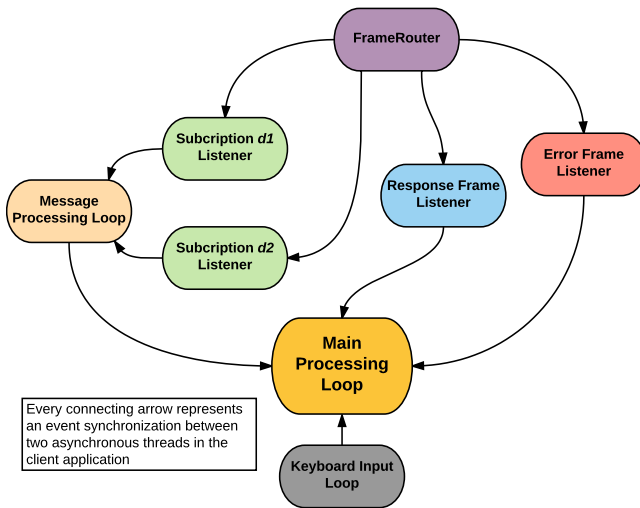 FrameRouter
Subcription d1
Listener
Error Frame
Listener
Message
Processing Loop
Response Frame
Listener
Subcription d2
Listener
Main
Processing
Loop
Every connecting arrow represents
an event synchronization between
two asynchronous threads in the
client application
Keyboard Input
Loop